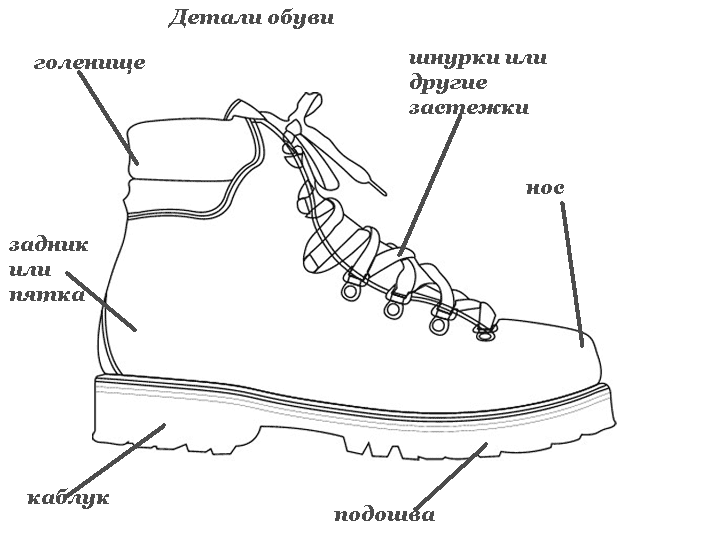 Детали обуви
голенище
шнурки или
другие
застежки
нос
задник
или
пятка
каблук
подошва